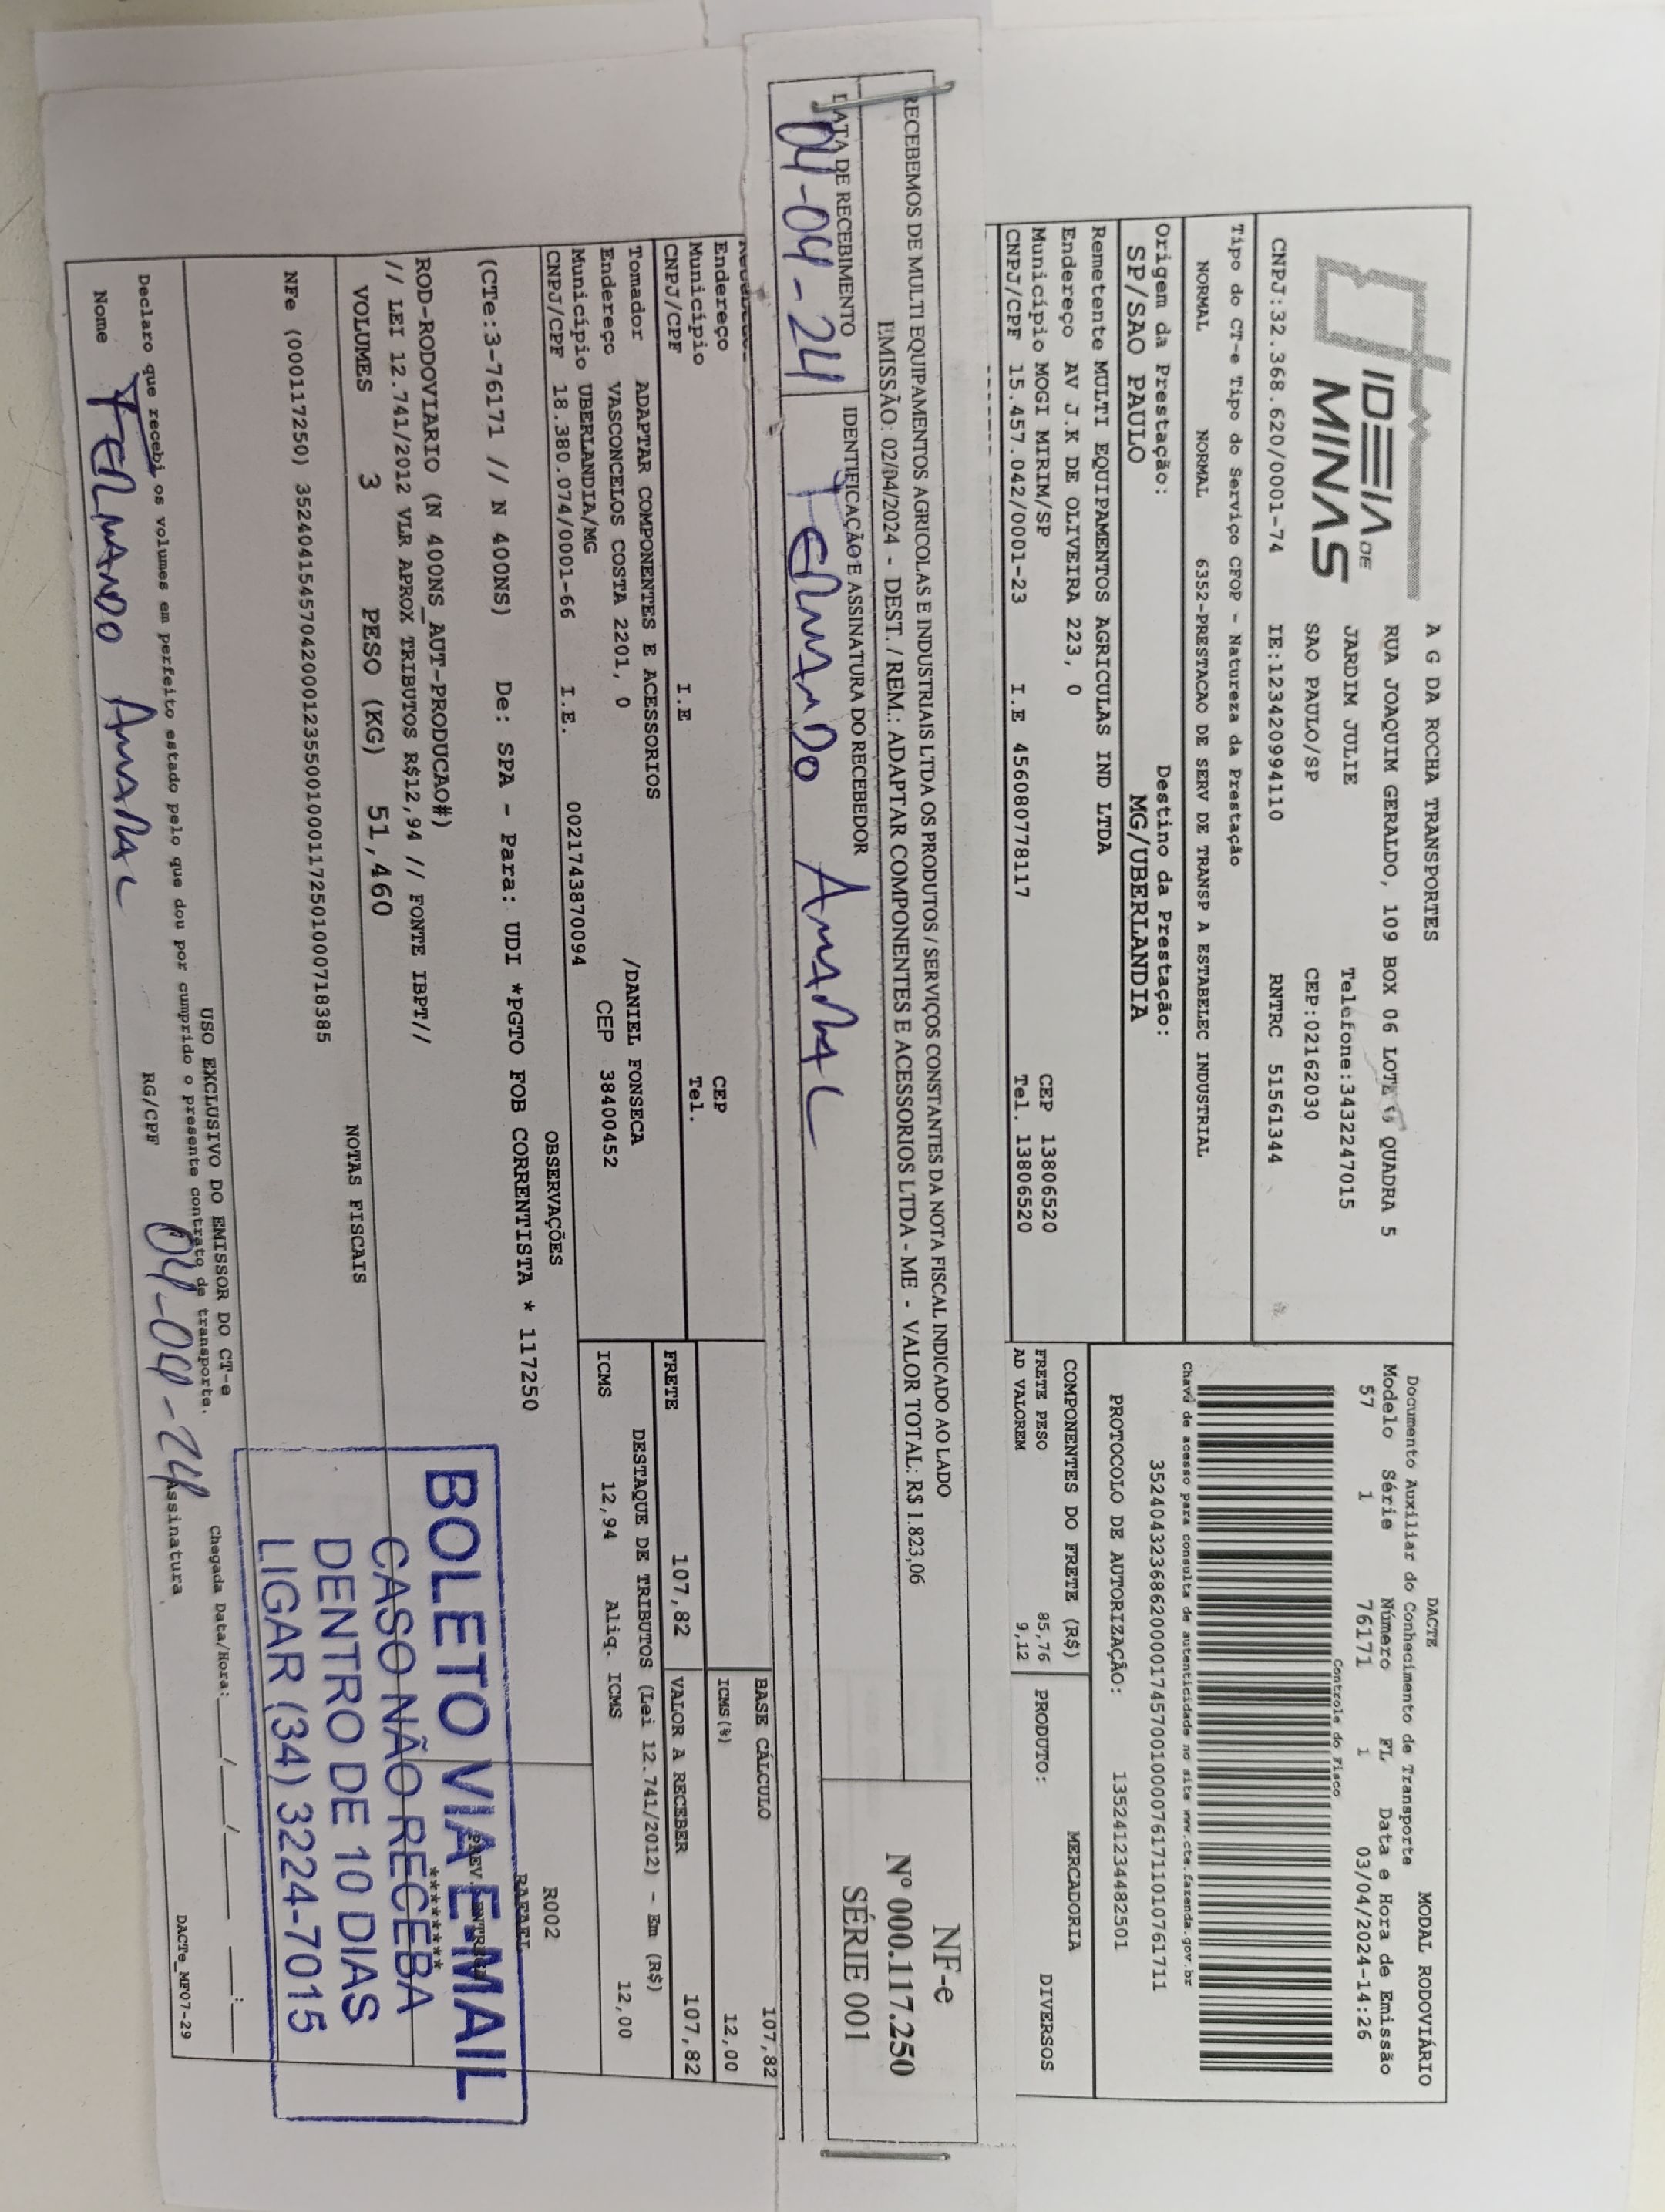 IDEIA DE
MINAS
A G DA ROCHA TRANSPORTES
RUA JOAQUIM GERALDO, 109 BOX 06 LOTE QUADRA 5
JARDIM JULIE Telefone:3432247015
SAO PAULO/SP CEP:02162030
CNPJ:32.368.620/0001-74 IE:123420994110 RNTRC 51561344
DACTE MODAL RODOVIÁRIO
Documento Auxiliar do Conhecimento de Transporte
Modelo Série Número FL Data e Hora de Emissão
57 1 76171 1 03/04/2024-14:26
Controle do Fisco
Chave de acesso para consulta de autenticidade no site www.cte.fazenda.gov.br
35240432368620000174570010000761711010761711
PROTOCOLO DE AUTORIZAÇÃO: 135241234482501
Tipo do CT-e Tipo do Serviço CFOP - Natureza da Prestação
NORMAL NORMAL 6352-PRESTACAO DE SERV DE TRANSP A ESTABELEC INDUSTRIAL
Origem da Prestação: Destino da Prestação:
SP/SAO PAULO MG/UBERLANDIA
Remetente MULTI EQUIPAMENTOS AGRICULAS IND LTDA
Endereço AV J.K DE OLIVEIRA 223, 0
Município MOGI MIRIM/SP CEP 13806520
CNPJ/CPF 15.457.042/0001-23 I.E 456080778117 Tel. 13806520
COMPONENTES DO FRETE (R$)
FRETE PESO 85,76
AD VALOREM 9,12
MERCADORIA
PRODUTO: DIVERSOS
RECEBEMOS DE MULTI EQUIPAMENTOS AGRICOLAS E INDUSTRIAIS LTDA OS PRODUTOS / SERVIÇOS CONSTANTES DA NOTA FISCAL INDICADO AO LADO
EMISSÃO: 02/04/2024 - DEST. / REM.: ADAPTAR COMPONENTES E ACESSORIOS LTDA - ME - VALOR TOTAL: R$ 1.823,06
DATA DE RECEBIMENTO IDENTIFICAÇÃO E ASSINATURA DO RECEBEDOR
04-04-24 FERNANDO AMARAL
NF-e
Nº 000.117.250
SÉRIE 001
Endereço CEP
Município I.E Tel.
CNPJ/CPF
BASE CÁLCULO 107,82
ICMS(%) 12,00
FRETE 107,82 VALOR A RECEBER 107,82
Tomador ADAPTAR COMPONENTES E ACESSORIOS /DANIEL FONSECA
Endereço VASCONCELOS COSTA 2201, 0 CEP 38400452
Município UBERLANDIA/MG
CNPJ/CPF 18.380.074/0001-66 I.E. 0021743870094
DESTAQUE DE TRIBUTOS (Lei 12.741/2012) - Em (R$)
ICMS 12,94 Aliq. ICMS 12,00
OBSERVAÇÕES
R002
RAFAEL
(CTe:3-76171 // N 400NS) De: SPA - Para: UDI *PGTO FOB CORRENTISTA * 117250
PREV. ENTREGA
********
ROD-RODOVIARIO (N 400NS_AUT-PRODUCAO#)
// LEI 12.741/2012 VLR APROX TRIBUTOS R$12,94 // FONTE IBPT//
VOLUMES 3 PESO (KG) 51,460
NOTAS FISCAIS
NFe (000117250) 35240415457042000123550010001172501000718385
BOLETO VIA E-MAIL
CASO NÃO RECEBA
DENTRO DE 10 DIAS
LIGAR (34) 3224-7015
USO EXCLUSIVO DO EMISSOR DO CT-e
Declaro que recebi os volumes em perfeito estado pelo que dou por cumprido o presente contrato de transporte.
Chegada Data/Hora: ___/___/_____ ___:___
Nome FERNANDO AMARAL RG/CPF 04-04-24 Assinatura
DACTe_MF07-29